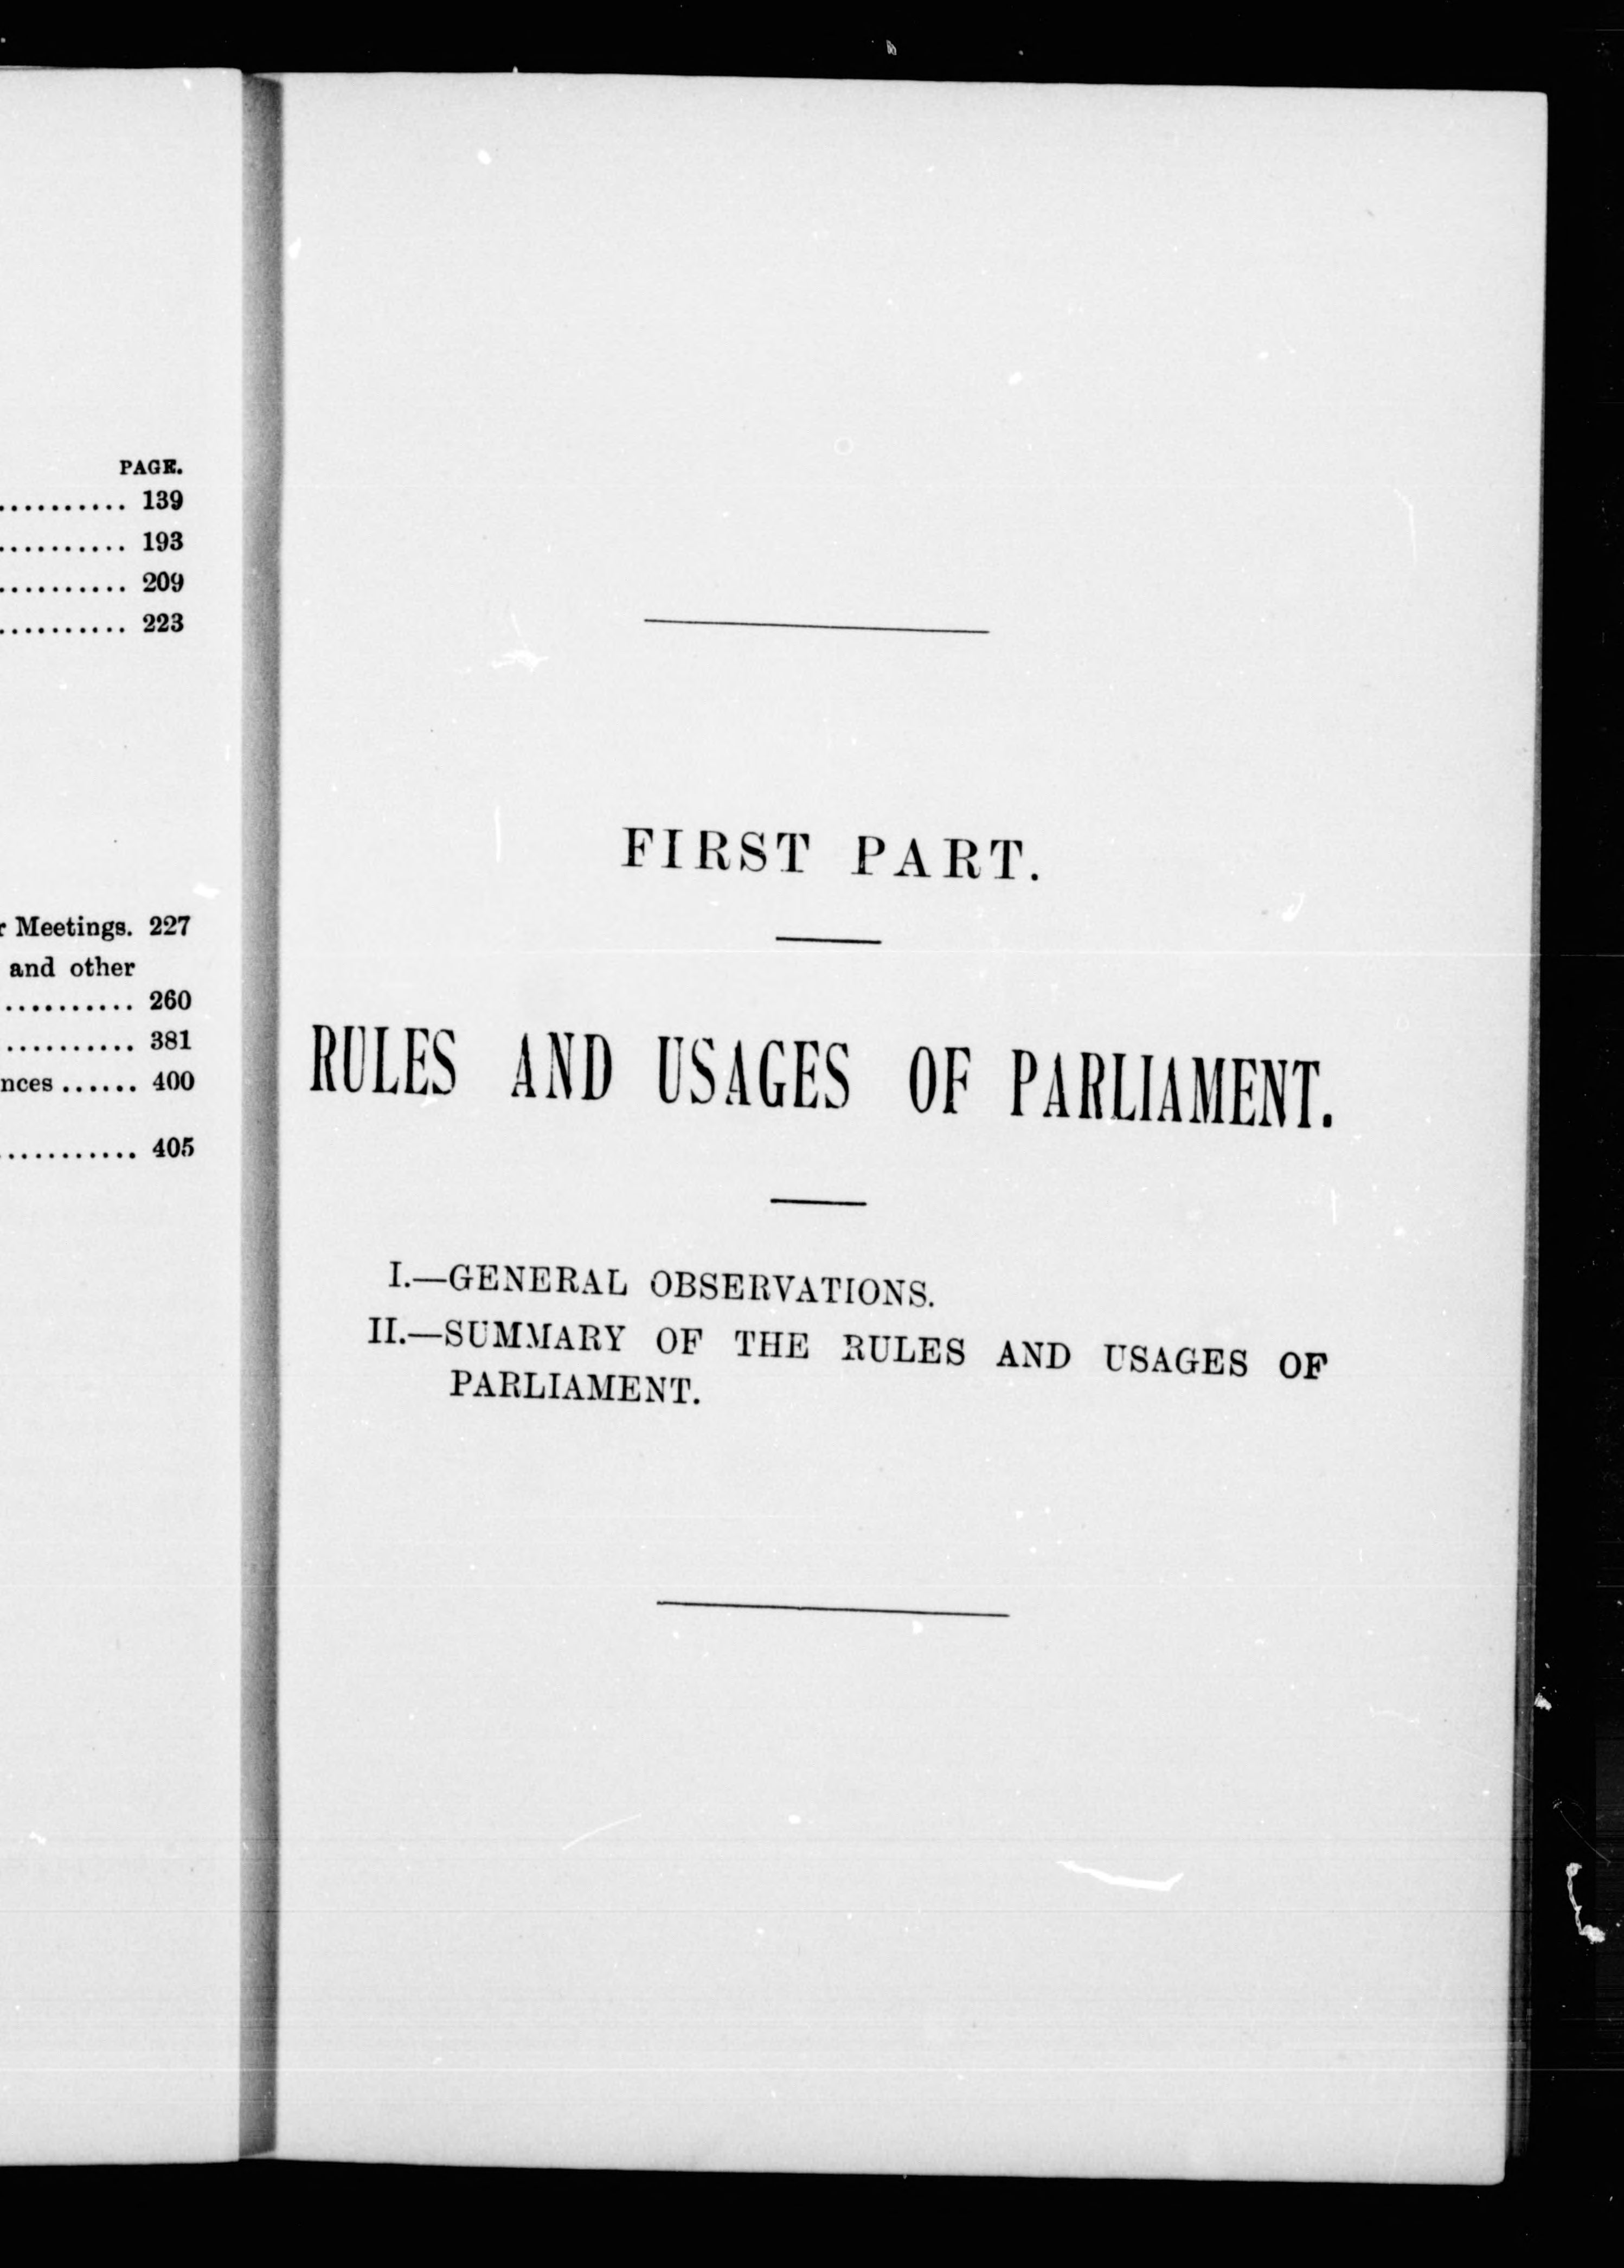 PAGE.
.......... 139
.......... 193
.......... 209
.......... 223
r Meetings. 227
and other
.......... 260
.......... 381
nces ...... 400
........... 405
FIRST PART.
RULES AND USAGES OF PARLIAMENT.
I.—GENERAL OBSERVATIONS.
II.—SUMMARY OF THE RULES AND USAGES OF
PARLIAMENT.